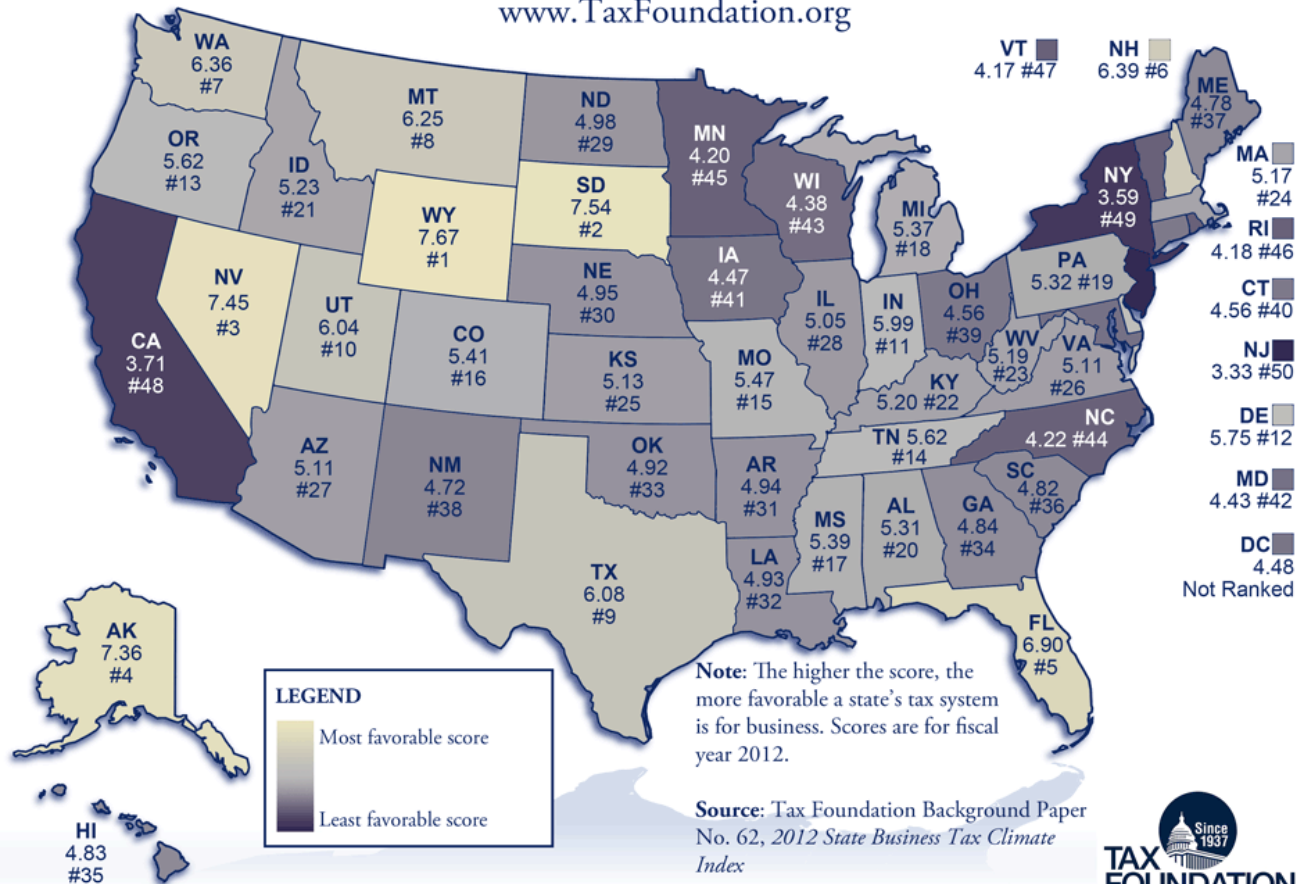 www.TaxFoundation.org
WA
6.36
#7
OR
5.62
#13
CA
3.71
#48
NV
7.45
#3
ID
5.23
#21
MT
6.25
#8
WY
7.67
#1
UT
6.04
#10
CO
5.41
#16
AZ
5.11
#27
NM
4.72
#38
ND
4.98
#29
SD
7.54
#2
NE
4.95
#30
KS
5.13
#25
OK
4.92
#33
TX
6.08
#9
MN
4.20
#45
IA
4.47
#41
MO
5.47
#15
AR
4.94
#31
LA
4.93
#32
WI
4.38
#43
IL
5.05
#28
MI
5.37
#18
IN
5.99
#11
OH
4.56
#39
KY
5.20 #22
TN 5.62
#14
MS
5.39
#17
AL
5.31
#20
GA
4.84
#34
FL
6.90
#5
SC
4.82
#36
NC
4.22 #44
VA
5.11
#26
WV
5.19
#23
PA
5.32 #19
NY
3.59
#49
VT
4.17 #47
NH
6.39 #6
ME
4.78
#37
MA
5.17
#24
RI
4.18 #46
CT
4.56 #40
NJ
3.33 #50
DE
5.75 #12
MD
4.43 #42
DC
4.48
Not Ranked
AK
7.36
#4
HI
4.83
#35
LEGEND
Most favorable score
Least favorable score
Note: The higher the score, the
more favorable a state’s tax system
is for business. Scores are for fiscal
year 2012.
Source: Tax Foundation Background Paper
No. 62, 2012 State Business Tax Climate
Index
Since
1937
TAX
FOUNDATION